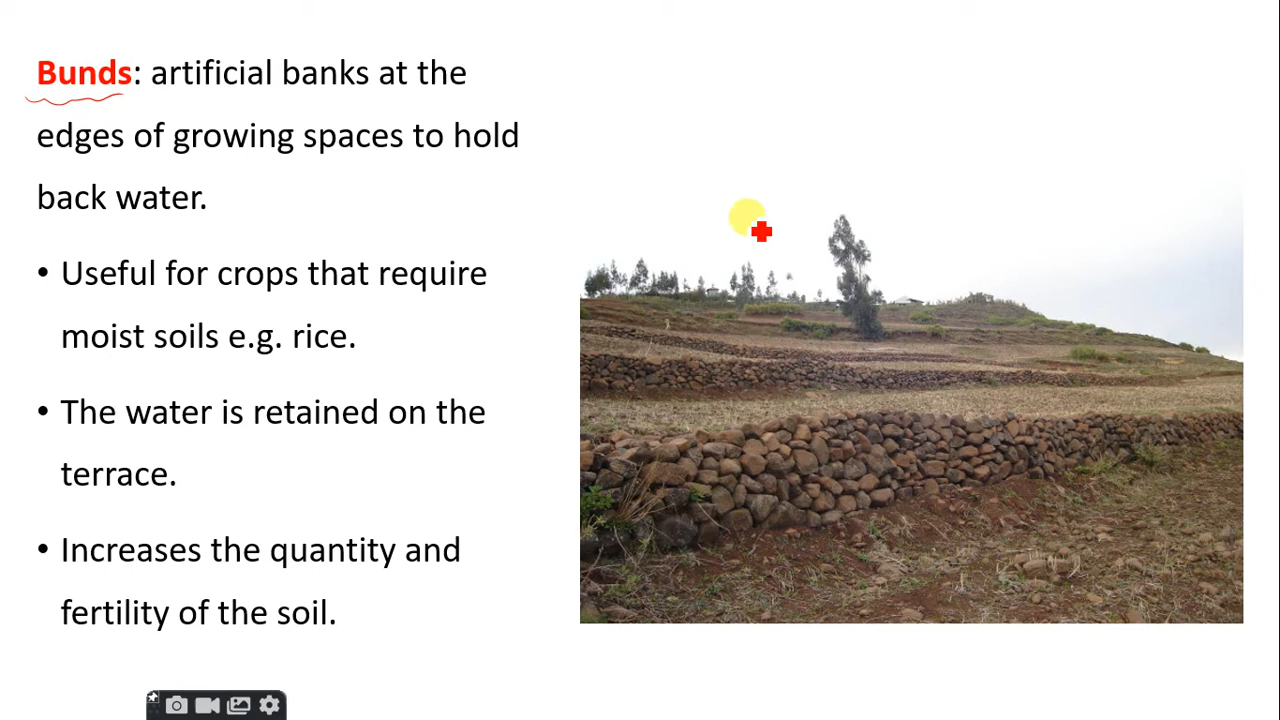 Bunds: artificial banks at the
edges of growing spaces to hold
back water.
• Useful for crops that require
moist soils e.g. rice.
• The water is retained on the
terrace.
• Increases the quantity and
fertility of the soil.